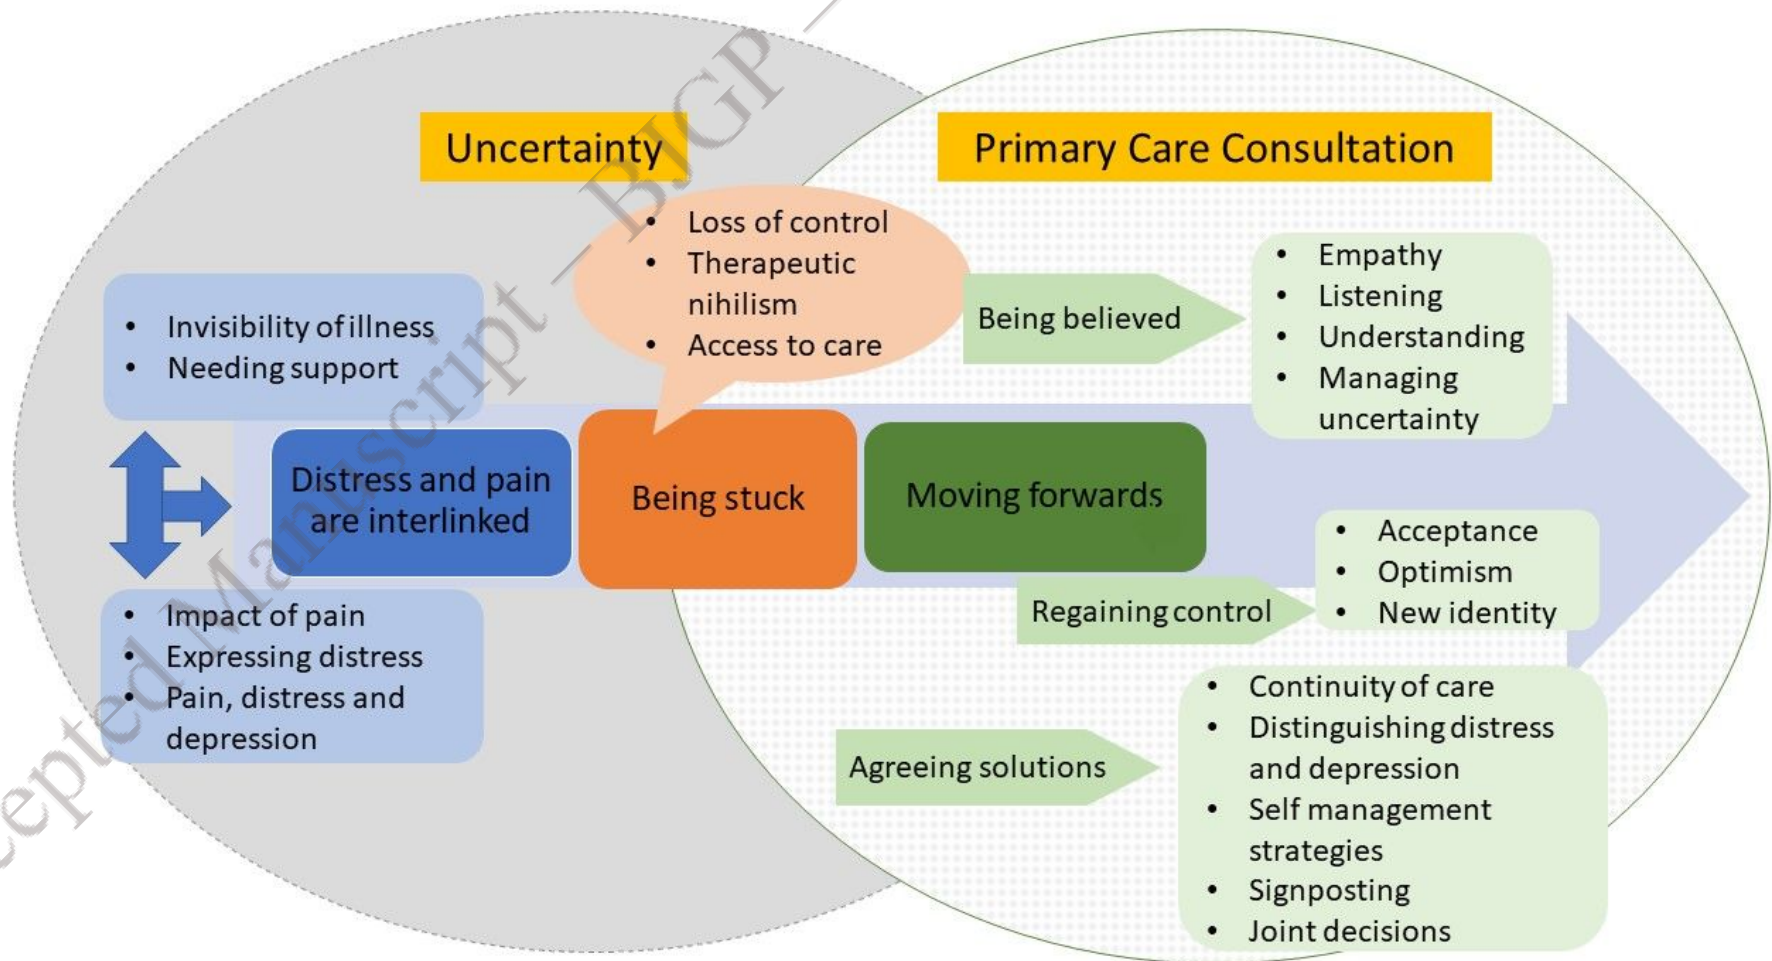 Uncertainty
Primary Care Consultation
• Loss of control
• Therapeutic
nihilism
• Access to care
• Invisibility of illness
• Needing support
Being believed
• Empathy
• Listening
• Understanding
• Managing
uncertainty
Distress and pain
are interlinked
Being stuck
Moving forwards
• Impact of pain
• Expressing distress
• Pain, distress and
depression
Regaining control
• Acceptance
• Optimism
• New identity
Agreeing solutions
• Continuity of care
• Distinguishing distress
and depression
• Self management
strategies
• Signposting
• Joint decisions
cepted Manuscript – BJGP –